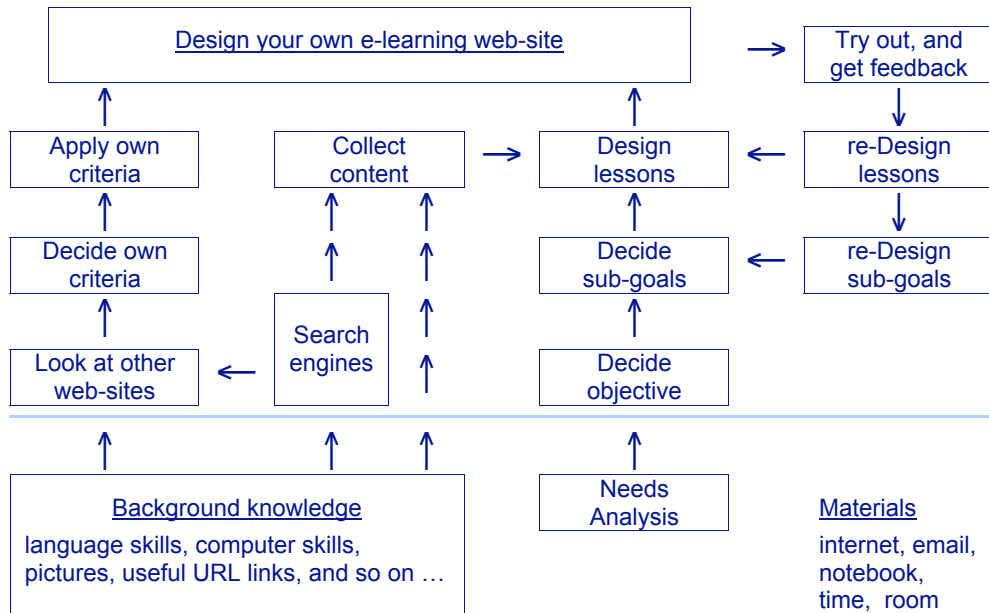 Design your own e-learning web-site
Try out, and
get feedback
Apply own
criteria
Collect
content
Design
lessons
re-Design
lessons
Decide own
criteria
Decide
sub-goals
re-Design
sub-goals
Search
engines
Look at other
web-sites
Decide
objective
Background knowledge
language skills, computer skills,
pictures, useful URL links, and so on …
Needs
Analysis
Materials
internet, email,
notebook,
time, room